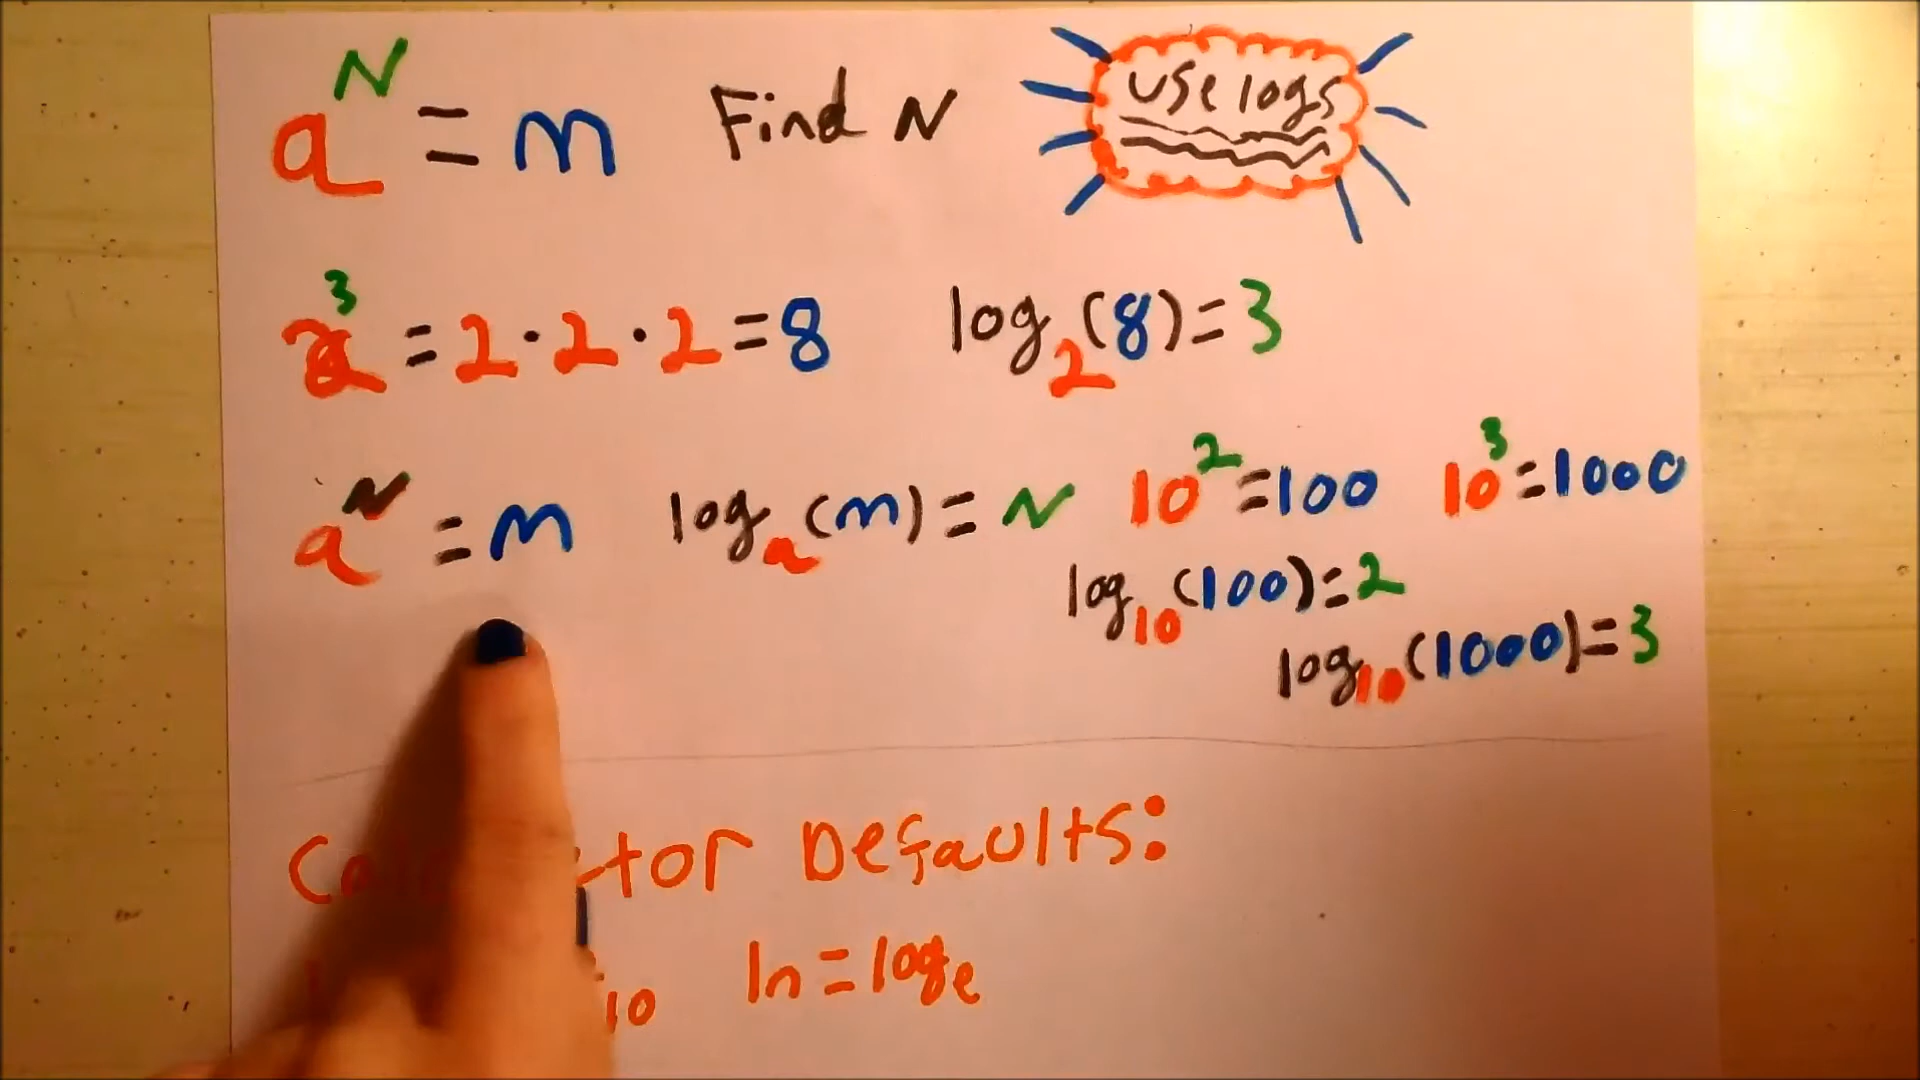 a^N = m Find N use logs
2^3 = 2 · 2 · 2 = 8 log_2(8) = 3
a^N = m log_a(m) = N 10^2 = 100 10^3 = 1000
log_10(100) = 2
log_10(1000) = 3
Defaults:
10 ln = log_e